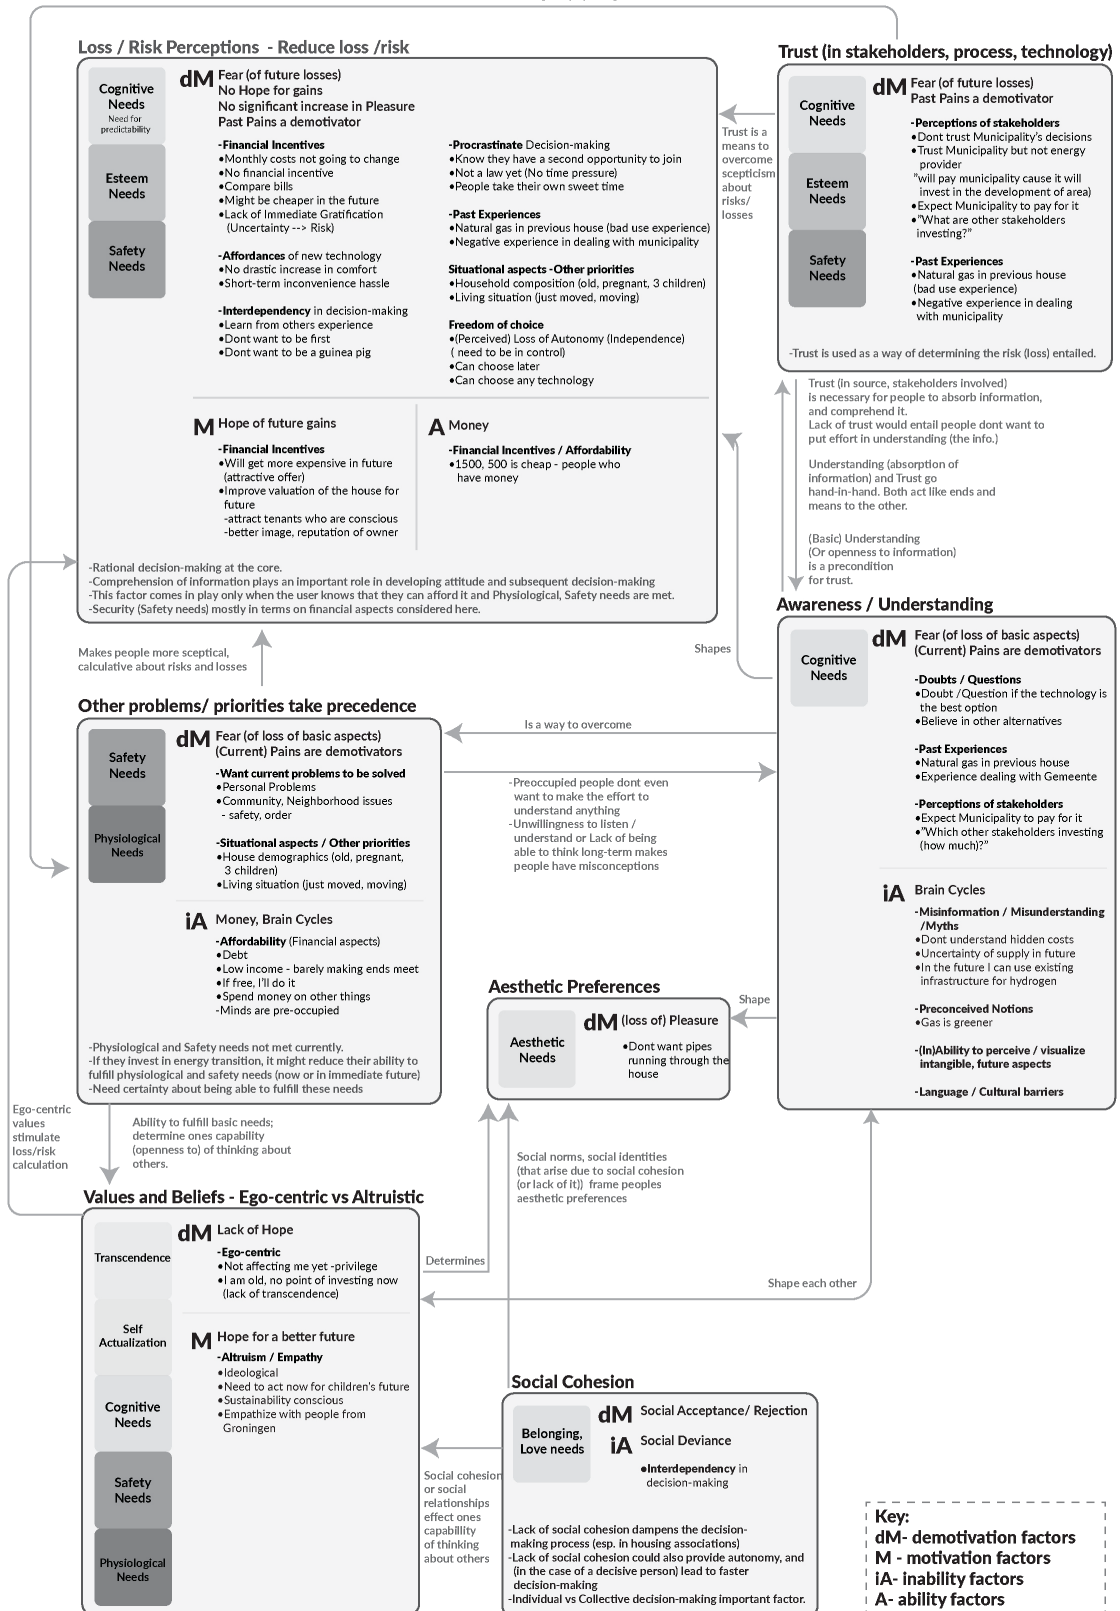 Loss / Risk Perceptions - Reduce loss /risk
Cognitive
Needs
Need for
predictability
Esteem
Needs
Safety
Needs
dM Fear (of future losses)
No Hope for gains
No significant increase in Pleasure
Past Pains a demotivator
-Financial Incentives
•Monthly costs not going to change
•No financial incentive
•Compare bills
•Might be cheaper in the future
•Lack of Immediate Gratification
(Uncertainty --> Risk)
-Affordances of new technology
•No drastic increase in comfort
•Short-term inconvenience hassle
-Interdependency in decision-making
•Learn from others experience
•Dont want to be first
•Dont want to be a guinea pig
-Procrastinate Decision-making
•Know they have a second opportunity to join
•Not a law yet (No time pressure)
•People take their own sweet time
-Past Experiences
•Natural gas in previous house (bad use experience)
•Negative experience in dealing with municipality
Situational aspects -Other priorities
•Household composition (old, pregnant, 3 children)
•Living situation (just moved, moving)
Freedom of choice
•(Perceived) Loss of Autonomy (Independence)
( need to be in control)
•Can choose later
•Can choose any technology
M Hope of future gains
-Financial Incentives
•Will get more expensive in future
(attractive offer)
•Improve valuation of the house for
future
-attract tenants who are conscious
-better image, reputation of owner
A Money
-Financial Incentives / Affordability
•1500, 500 is cheap - people who
have money
-Rational decision-making at the core.
-Comprehension of information plays an important role in developing attitude and subsequent decision-making
-This factor comes in play only when the user knows that they can afford it and Physiological, Safety needs are met.
-Security (Safety needs) mostly in terms on financial aspects considered here.
Trust is a
means to
overcome
scepticism
about
risks/
losses
Trust (in stakeholders, process, technology)
Cognitive
Needs
Esteem
Needs
Safety
Needs
dM Fear (of future losses)
Past Pains a demotivator
-Perceptions of stakeholders
•Dont trust Municipality's decisions
•Trust Municipality but not energy
provider
"will pay municipality cause it will
invest in the development of area)
•Expect Municipality to pay for it
•"What are other stakeholders
investing?"
-Past Experiences
•Natural gas in previous house
(bad use experience)
•Negative experience in dealing
with municipality
-Trust is used as a way of determining the risk (loss) entailed.
Trust (in source, stakeholders involved)
is necessary for people to absorb information,
and comprehend it.
Lack of trust would entail people dont want to
put effort in understanding (the info.)
Understanding (absorption of
information) and Trust go
hand-in-hand. Both act like ends and
means to the other.
(Basic) Understanding
(Or openness to information)
is a precondition
for trust.
Awareness / Understanding
Cognitive
Needs
dM Fear (of loss of basic aspects)
(Current) Pains are demotivators
-Doubts / Questions
•Doubt /Question if the technology is
the best option
•Believe in other alternatives
-Past Experiences
•Natural gas in previous house
•Experience dealing with Gemeente
-Perceptions of stakeholders
•Expect Municipality to pay for it
•"Which other stakeholders investing
(how much)?"
iA Brain Cycles
-Misinformation / Misunderstanding
/Myths
•Dont understand hidden costs
•Uncertainty of supply in future
•In the future I can use existing
infrastructure for hydrogen
-Preconceived Notions
•Gas is greener
-(In)Ability to perceive / visualize
intangible, future aspects
-Language / Cultural barriers
Makes people more sceptical,
calculative about risks and losses
Shapes
Other problems/ priorities take precedence
Safety
Needs
Physiological
Needs
dM Fear (of loss of basic aspects)
(Current) Pains are demotivators
-Want current problems to be solved
•Personal Problems
•Community, Neighborhood issues
- safety, order
-Situational aspects / Other priorities
•House demographics (old, pregnant,
3 children)
•Living situation (just moved, moving)
iA Money, Brain Cycles
-Affordability (Financial aspects)
•Debt
•Low income - barely making ends meet
•If free, I'll do it
•Spend money on other things
-Minds are pre-occupied
-Physiological and Safety needs not met currently.
-If they invest in energy transition, it might reduce their ability to
fulfill physiological and safety needs (now or in immediate future)
-Need certainty about being able to fulfill these needs
Is a way to overcome
-Preoccupied people dont even
want to make the effort to
understand anything
-Unwillingness to listen /
understand or Lack of being
able to think long-term makes
people have misconceptions
Aesthetic Preferences
Aesthetic
Needs
dM (loss of) Pleasure
•Dont want pipes
running through the
house
Shape
Ego-centric
values
stimulate
loss/risk
calculation
Ability to fulfill basic needs;
determine ones capability
(openness to) of thinking about
others.
Social norms, social identities
(that arise due to social cohesion
(or lack of it)) frame peoples
aesthetic preferences
Values and Beliefs - Ego-centric vs Altruistic
Transcendence
Self
Actualization
Cognitive
Needs
Safety
Needs
Physiological
Needs
dM Lack of Hope
-Ego-centric
•Not affecting me yet -privilege
•I am old, no point of investing now
(lack of transcendence)
M Hope for a better future
-Altruism / Empathy
•Ideological
•Need to act now for children's future
•Sustainability conscious
•Empathize with people from
Groningen
Determines
Shape each other
Social cohesion
or social
relationships
effect ones
capabillity
of thinking
about others
Social Cohesion
Belonging,
Love needs
dM Social Acceptance/ Rejection
iA Social Deviance
•Interdependency in
decision-making
-Lack of social cohesion dampens the decision-
making process (esp. in housing associations)
-Lack of social cohesion could also provide autonomy, and
(in the case of a decisive person) lead to faster
decision-making
-Individual vs Collective decision-making important factor.
Key:
dM- demotivation factors
M - motivation factors
iA- inability factors
A- ability factors